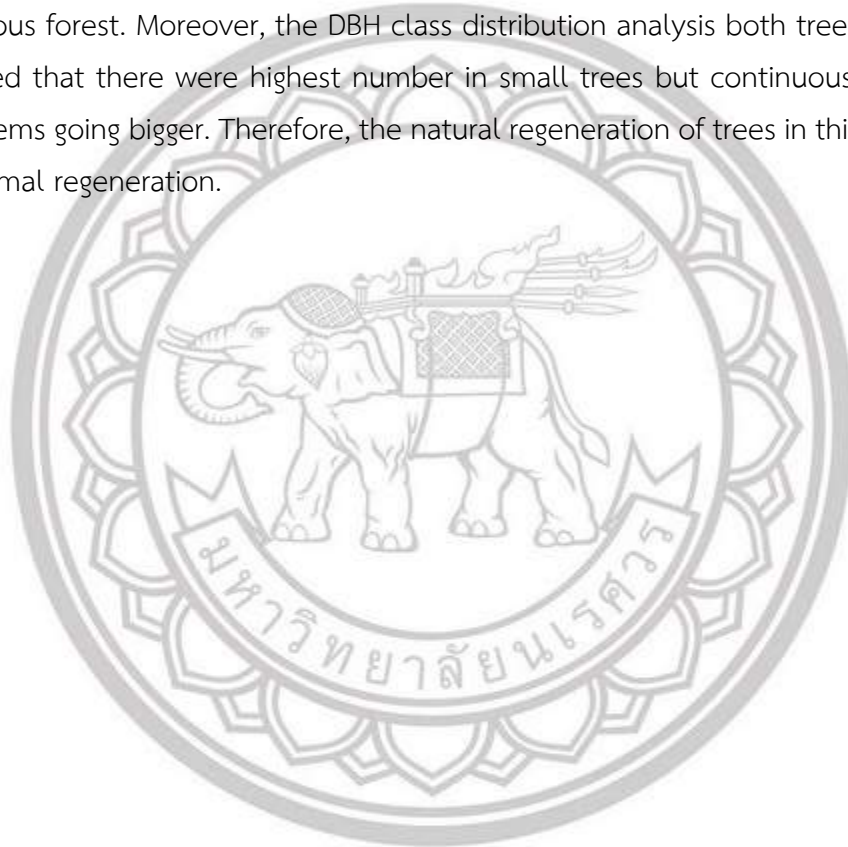 ous forest. Moreover, the DBH class distribution analysis both tree
ed that there were highest number in small trees but continuous
ems going bigger. Therefore, the natural regeneration of trees in thi
mal regeneration.
มหาวิทยาลัยนเรศวร